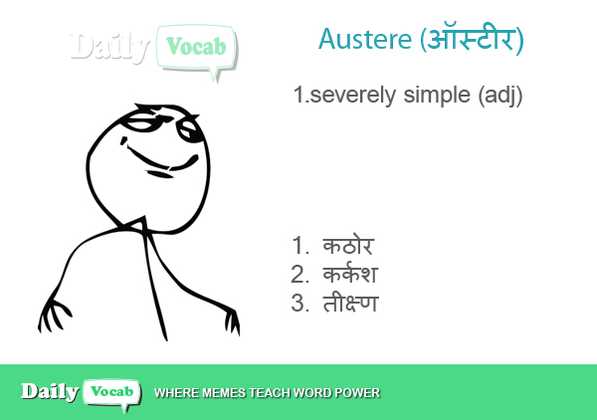 Daily Vocab
Austere (ऑस्टीर)
1.severely simple (adj)
1. कठोर
2. कर्कश
3. तीक्ष्ण
Daily Vocab WHERE MEMES TEACH WORD POWER